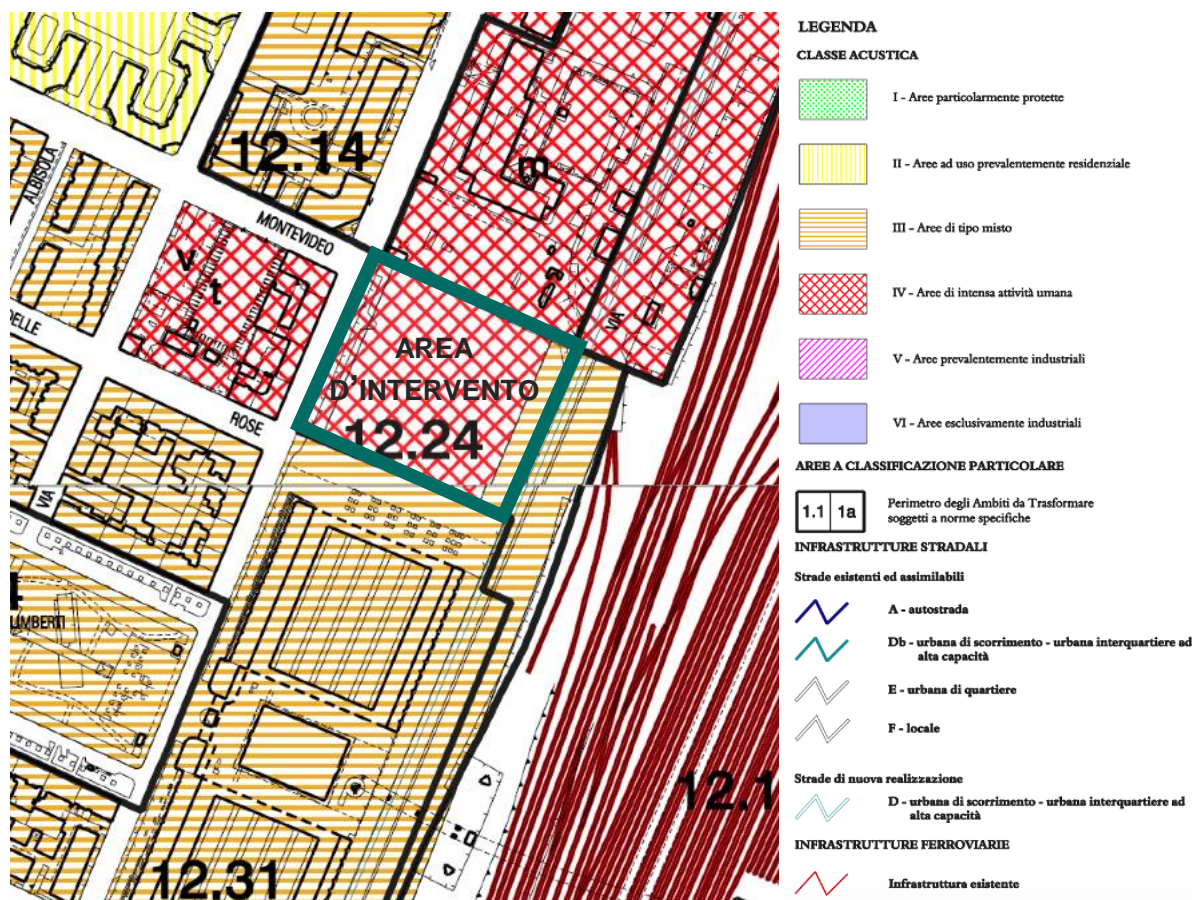 12.14
ALBISOLA
MONTEVIDEO
m
v
t
DELLE
ROSE
VIA
AREA
D'INTERVENTO
12.24
VIA
UMBERTI
12.1
12.31
LEGENDA
CLASSE ACUSTICA
I - Aree particolarmente protette
II - Aree ad uso prevalentemente residenziale
III - Aree di tipo misto
IV - Aree di intensa attività umana
V - Aree prevalentemente industriali
VI - Aree esclusivamente industriali
AREE A CLASSIFICAZIONE PARTICOLARE
1.1 1a
Perimetro degli Ambiti da Trasformare
soggetti a norme specifiche
INFRASTRUTTURE STRADALI
Strade esistenti ed assimilabili
A - autostrada
Db - urbana di scorrimento - urbana interquartiere ad
alta capacità
E - urbana di quartiere
F - locale
Strade di nuova realizzazione
D - urbana di scorrimento - urbana interquartiere ad
alta capacità
INFRASTRUTTURE FERROVIARIE
Infrastruttura esistente